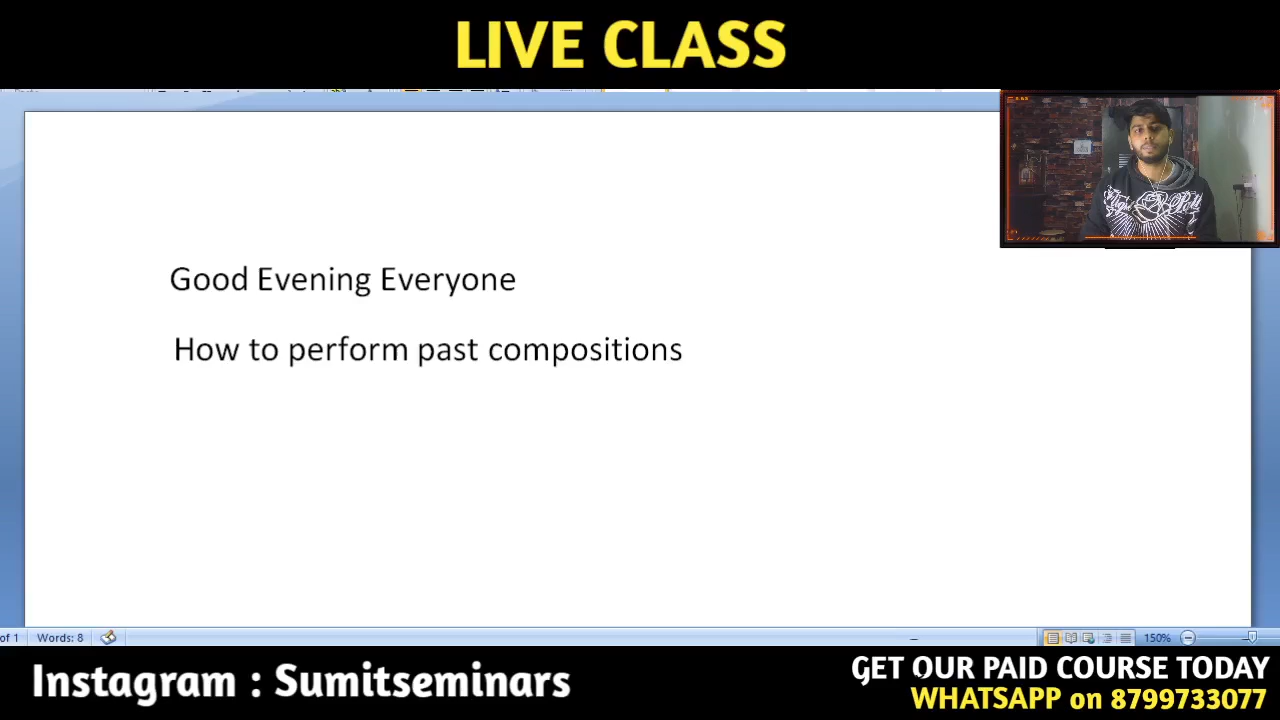 LIVE CLASS
Good Evening Everyone
How to perform past compositions
of 1 Words: 8 150%
Instagram : Sumitseminars
GET OUR PAID COURSE TODAY
WHATSAPP on 8799733077